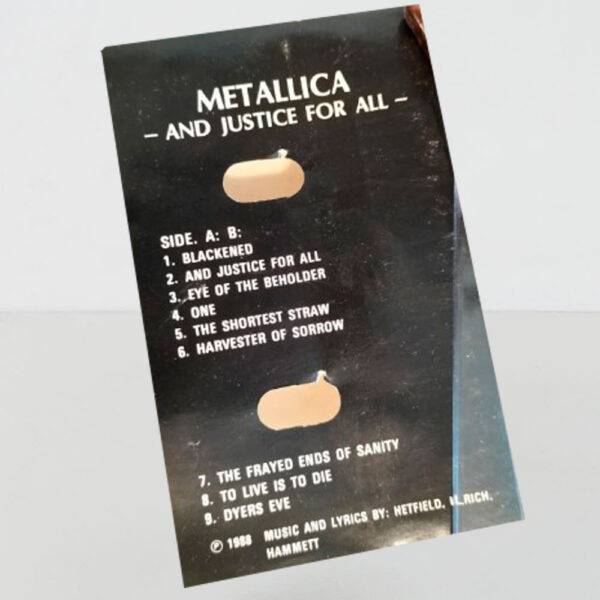 METALLICA
– AND JUSTICE FOR ALL –
SIDE. A: B:
1. BLACKENED
2. AND JUSTICE FOR ALL
3. EYE OF THE BEHOLDER
4. ONE
5. THE SHORTEST STRAW
6. HARVESTER OF SORROW
7. THE FRAYED ENDS OF SANITY
8. TO LIVE IS TO DIE
9. DYERS EVE
℗ 1988 MUSIC AND LYRICS BY: HETFIELD, RICH.
HAMMETT